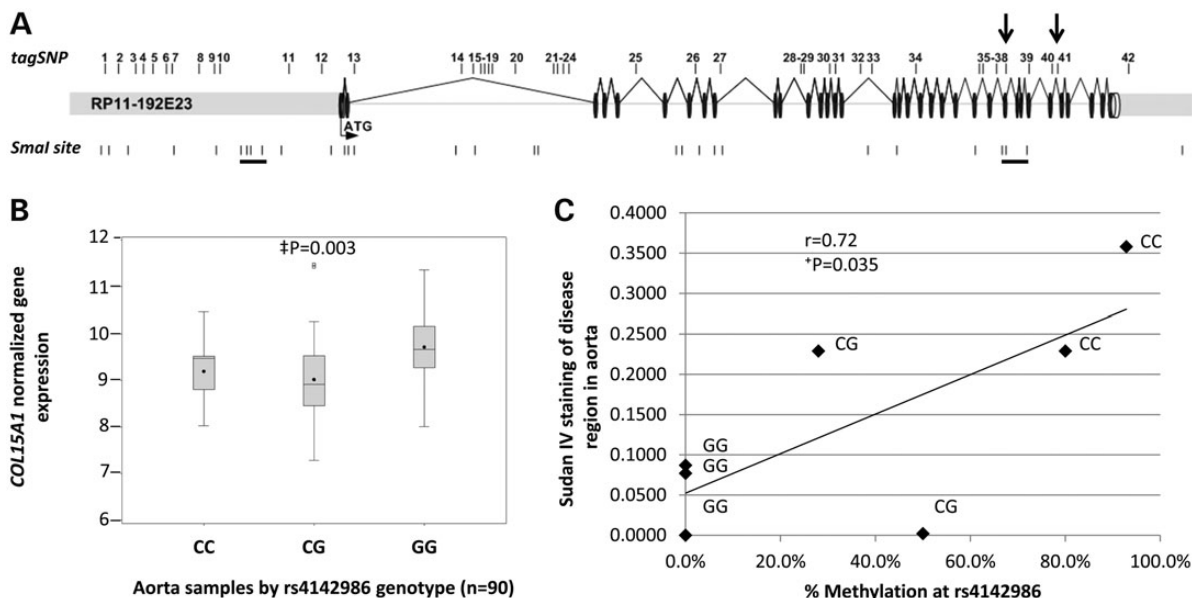 A
tagSNP
1 2 3 4 5 6 7 8 9 10 11 12 13 14 15-19 20 21-24 25 26 27 28-29 30 31 32 33 34 35-38 39 40 41 42
RP11-192E23
ATG
SmaI site
B
COL15A1 normalized gene
expression
12
11
10
9
8
7
6
‡P=0.003
CC CG GG
Aorta samples by rs4142986 genotype (n=90)
C
Sudan IV staining of disease
region in aorta
0.4000
0.3500
0.3000
0.2500
0.2000
0.1500
0.1000
0.0500
0.0000
r=0.72
+P=0.035
CC
CG
CC
GG
GG
GG
CG
0.0% 20.0% 40.0% 60.0% 80.0% 100.0%
% Methylation at rs4142986